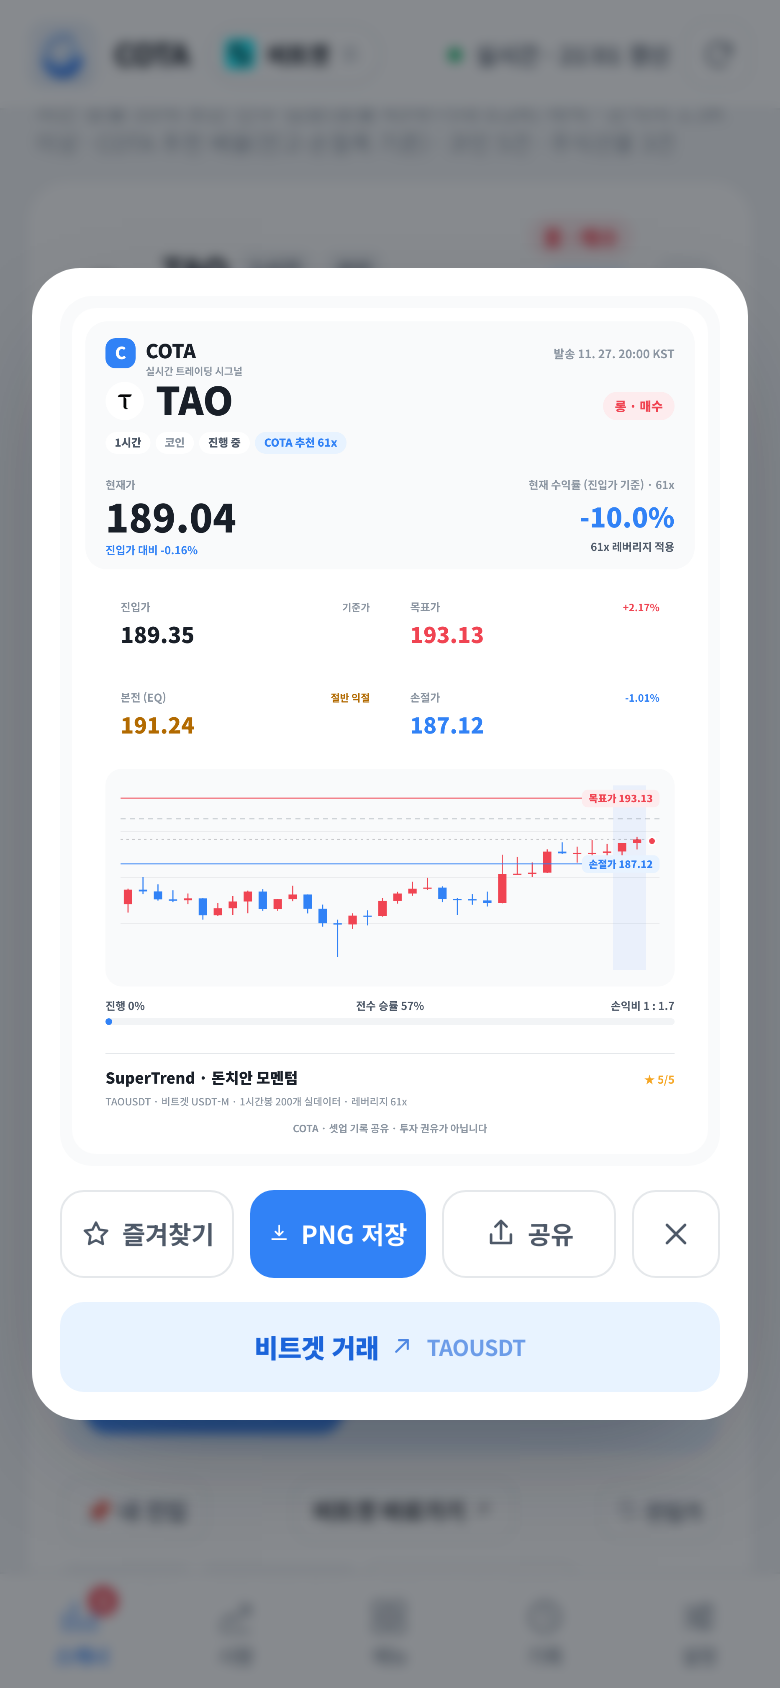 COTA
C COTA
실시간 트레이딩 시그널
발송 11. 27. 20:00 KST
τ TAO
롱 · 매수
1시간 코인 진행 중 COTA 추천 61x
현재가
현재 수익률 (진입가 기준) · 61x
189.04
-10.0%
진입가 대비 -0.16%
61x 레버리지 적용
진입가 기준가
189.35
목표가 +2.17%
193.13
본전 (EQ) 절반 익절
191.24
손절가 -1.01%
187.12
목표가 193.13
손절가 187.12
진행 0% 전수 승률 57% 손익비 1 : 1.7
SuperTrend · 돈치안 모멘텀
★ 5/5
TAOUSDT · 비트겟 USDT-M · 1시간봉 200개 실데이터 · 레버리지 61x
COTA · 셋업 기록 공유 · 투자 권유가 아닙니다
즐겨찾기 PNG 저장 공유
비트겟 거래 TAOUSDT